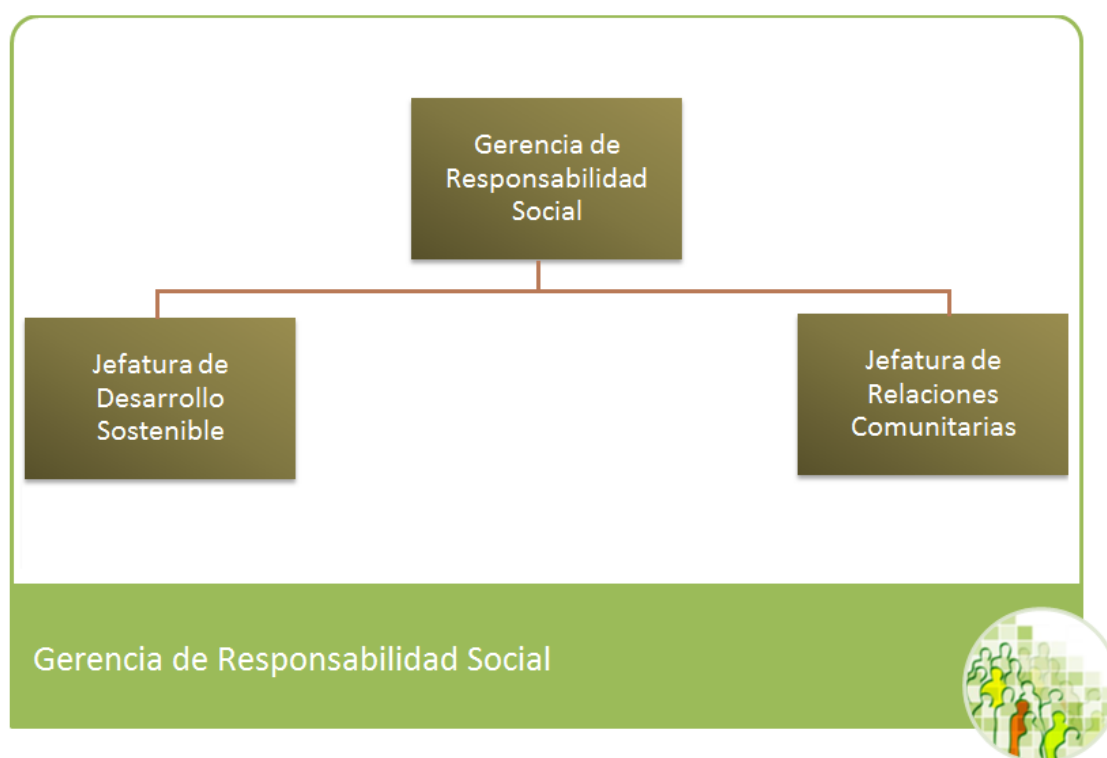 Gerencia de
Responsabilidad
Social
Jefatura de
Desarrollo
Sostenible
Jefatura de
Relaciones
Comunitarias
Gerencia de Responsabilidad Social